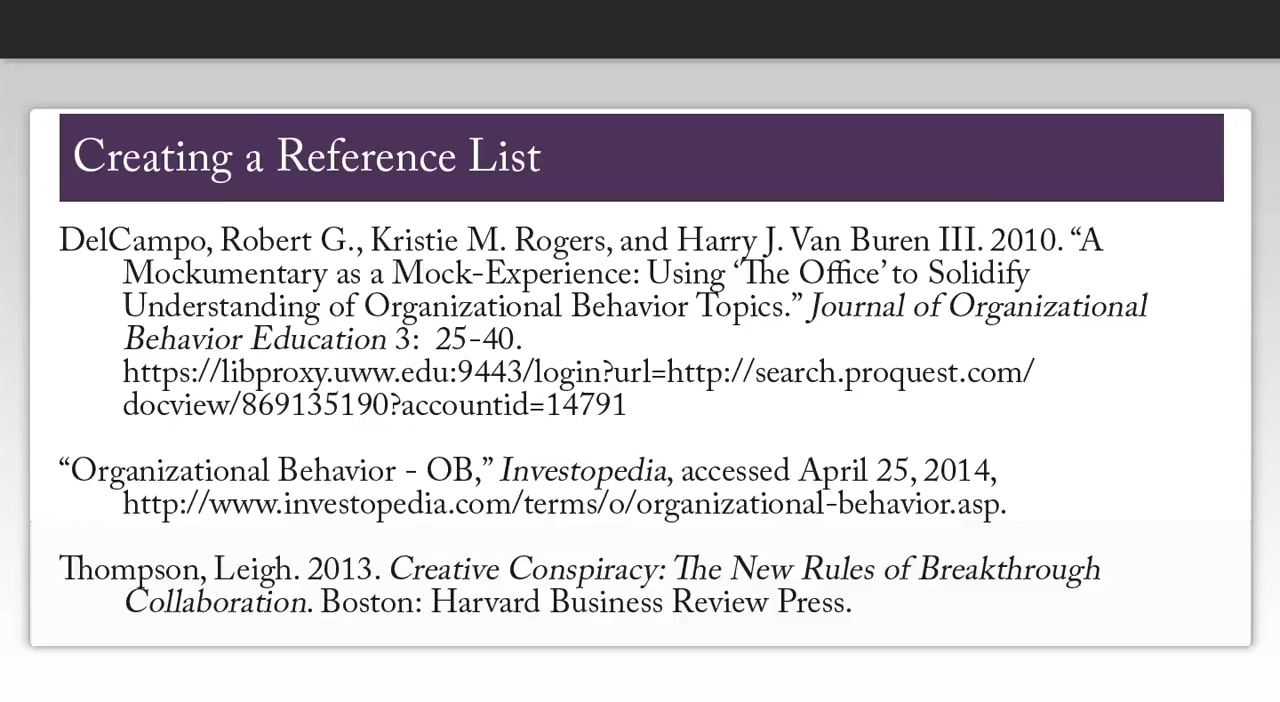 Creating a Reference List
DelCampo, Robert G., Kristie M. Rogers, and Harry J. Van Buren III. 2010. “A
Mockumentary as a Mock-Experience: Using ‘The Office’ to Solidify
Understanding of Organizational Behavior Topics.” Journal of Organizational
Behavior Education 3:  25-40.
https://libproxy.uww.edu:9443/login?url=http://search.proquest.com/
docview/869135190?accountid=14791
“Organizational Behavior - OB,” Investopedia, accessed April 25, 2014,
http://www.investopedia.com/terms/o/organizational-behavior.asp.
Thompson, Leigh. 2013. Creative Conspiracy: The New Rules of Breakthrough
Collaboration. Boston: Harvard Business Review Press.